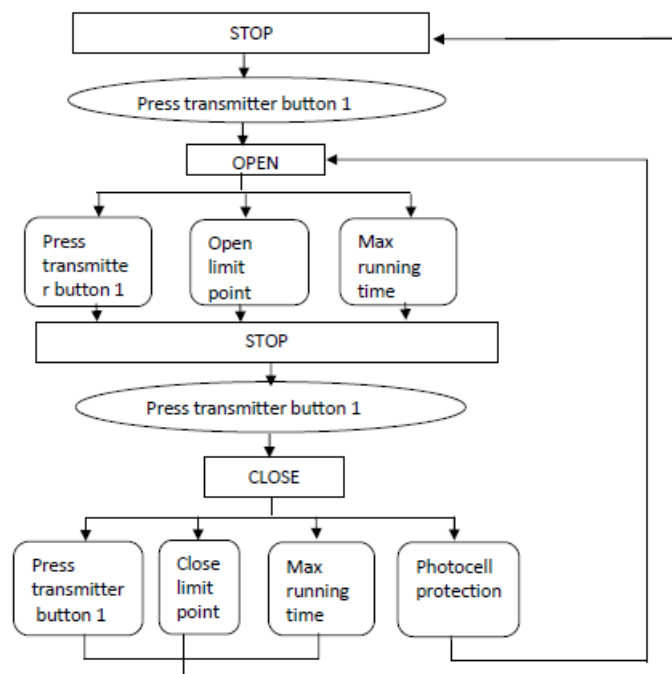 STOP
Press transmitter button 1
OPEN
Press
transmitte
r button 1
Open
limit
point
Max
running
time
STOP
Press transmitter button 1
CLOSE
Press
transmitter
button 1
Close
limit
point
Max
running
time
Photocell
protection